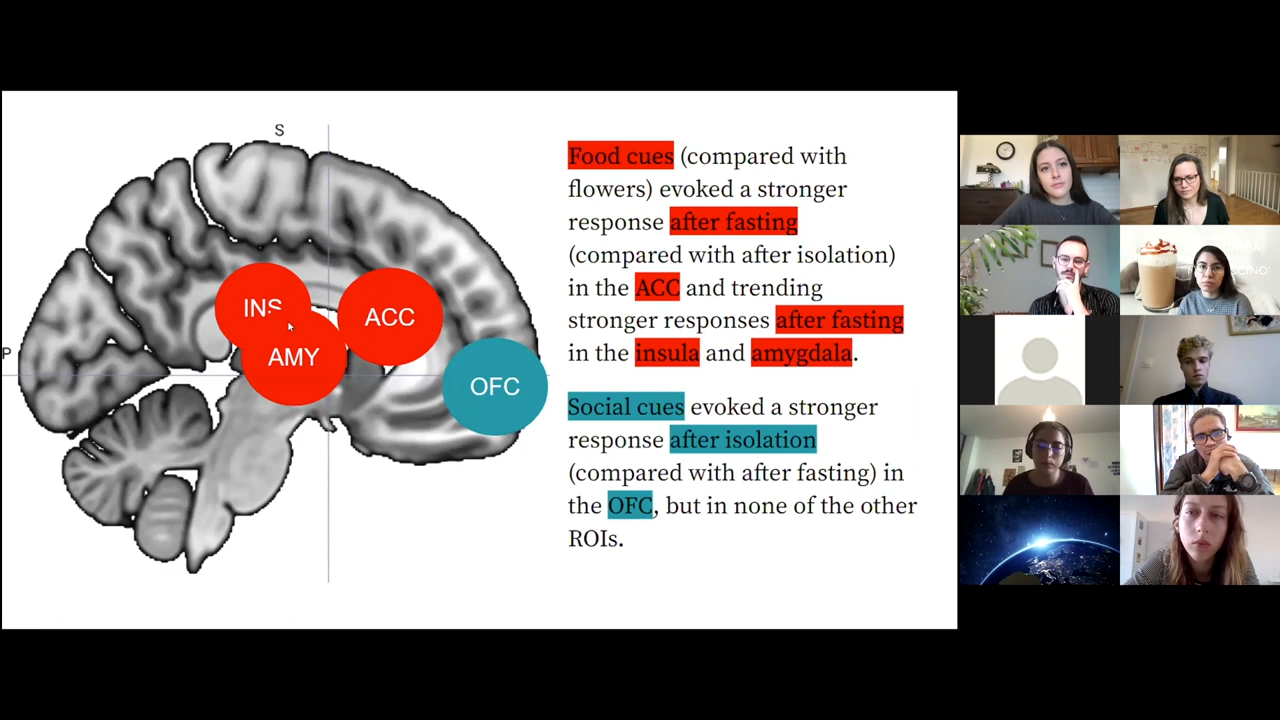 S
P
INS
AMY
ACC
OFC
Food cues (compared with
flowers) evoked a stronger
response after fasting
(compared with after isolation)
in the ACC and trending
stronger responses after fasting
in the insula and amygdala.
Social cues evoked a stronger
response after isolation
(compared with after fasting) in
the OFC, but in none of the other
ROIs.